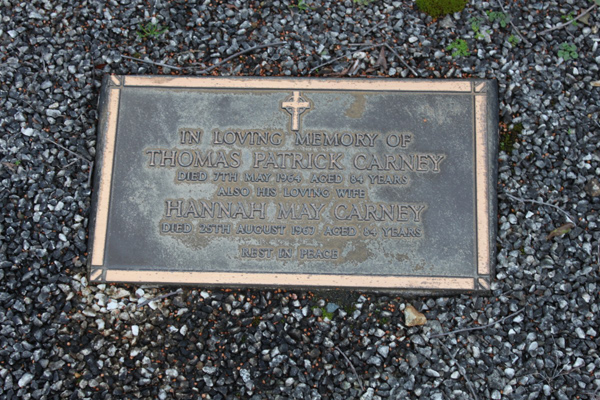 IN LOVING MEMORY OF
THOMAS PATRICK CARNEY
DIED 7TH MAY 1964 AGED 84 YEARS
ALSO HIS LOVING WIFE
HANNAH MAY CARNEY
DIED 28TH AUGUST 1967 AGED 84 YEARS
REST IN PEACE